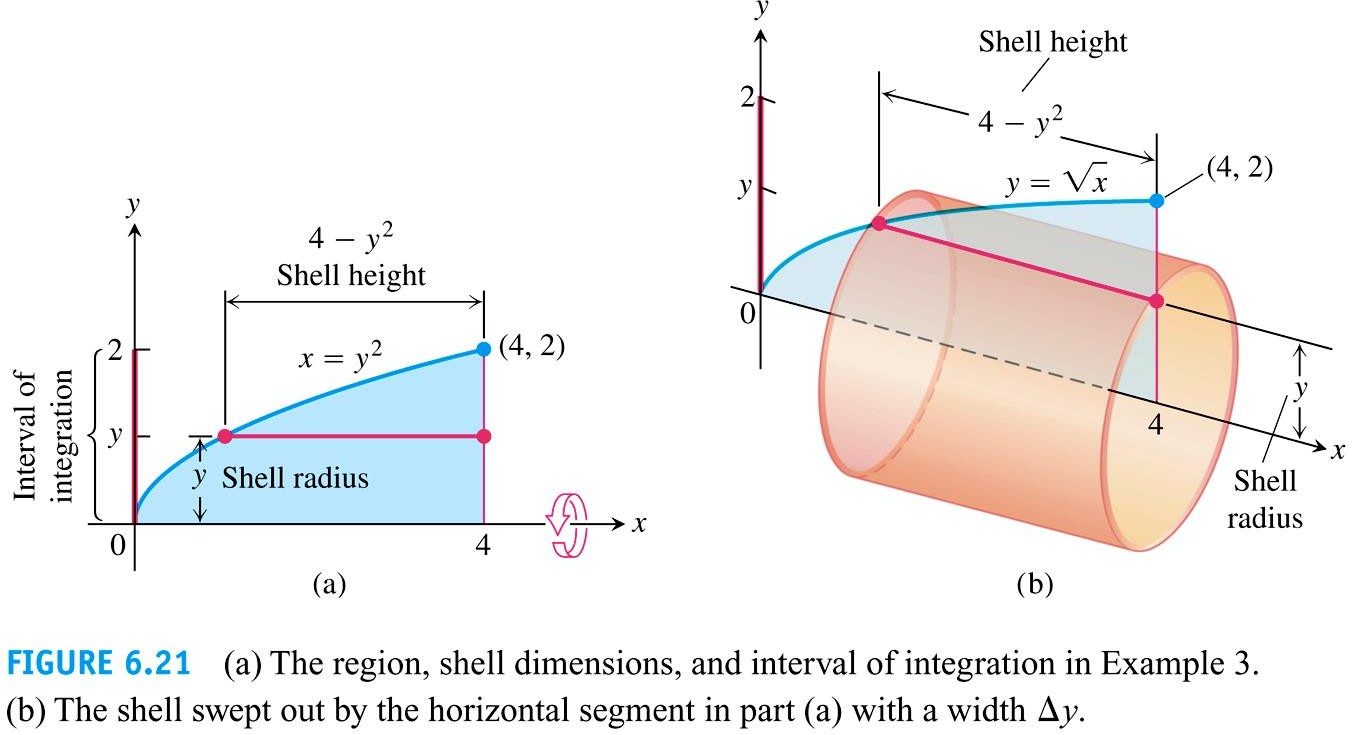 y
4 − y²
Shell height
2
x = y²
(4, 2)
Interval of
integration
y
y
Shell radius
0
4
x
(a)
y
Shell height
2
4 − y²
y = √x
(4, 2)
y
0
4
y
x
Shell
radius
(b)
FIGURE 6.21 (a) The region, shell dimensions, and interval of integration in Example 3.
(b) The shell swept out by the horizontal segment in part (a) with a width Δy.